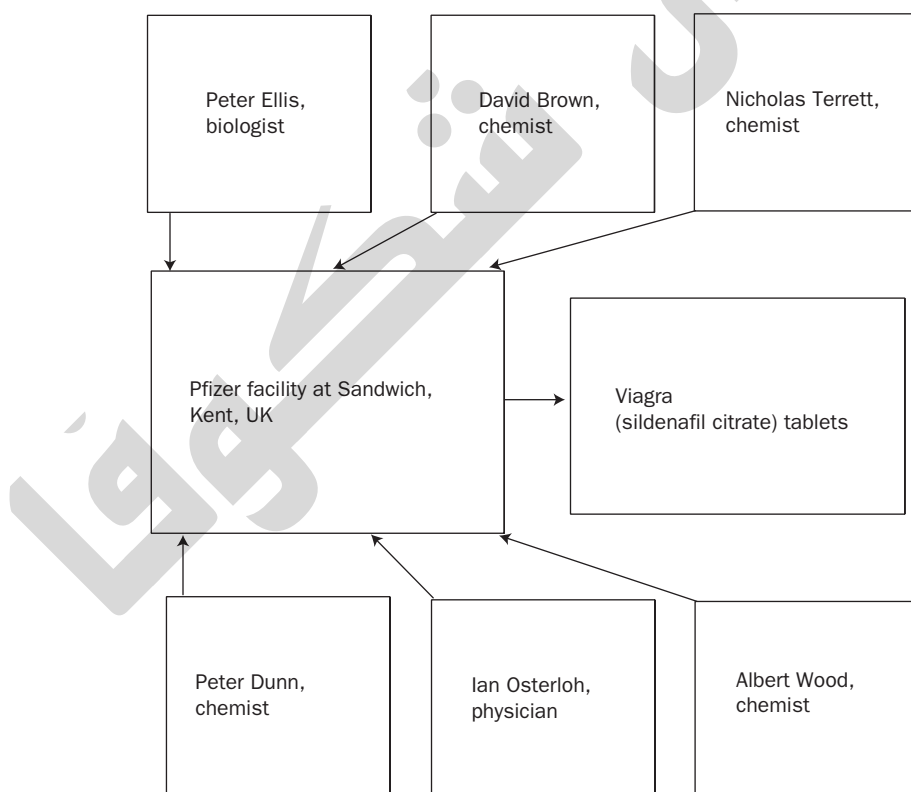 Peter Ellis,
biologist
David Brown,
chemist
Nicholas Terrett,
chemist
Pfizer facility at Sandwich,
Kent, UK
Viagra
(sildenafil citrate) tablets
Peter Dunn,
chemist
Ian Osterloh,
physician
Albert Wood,
chemist